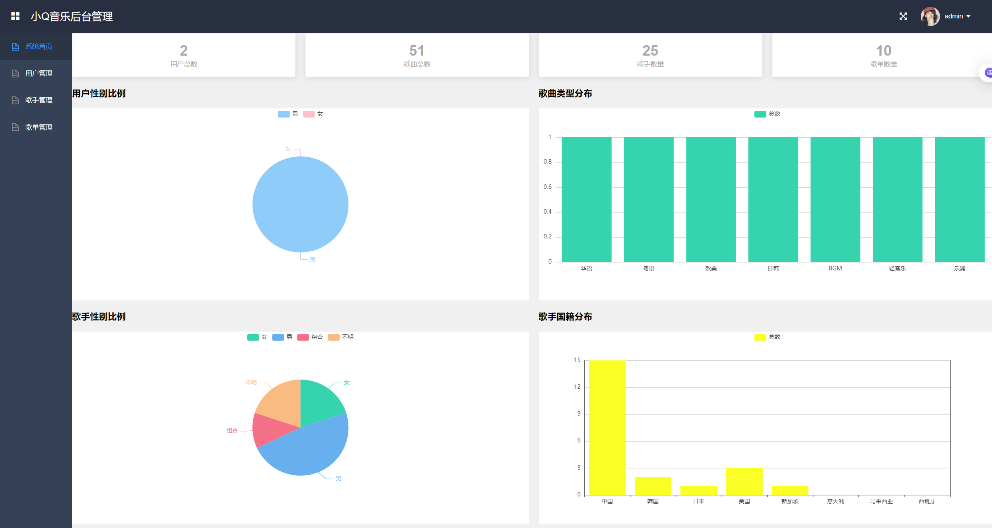 小Q音乐后台管理
admin
系统首页
用户管理
歌手管理
歌单管理
2
用户总数
51
歌曲总数
25
歌手数量
10
歌单数量
用户性别比例
男 女
女
男
歌曲类型分布
总数
1
0.8
0.6
0.4
0.2
0
华语 粤语 欧美 日韩 BGM 轻音乐 乐器
歌手性别比例
女 男 组合 不明
不明
女
组合
男
歌手国籍分布
总数
15
12
9
6
3
0
中国 韩国 日本 美国 新加坡 意大利 马来西亚 西班牙